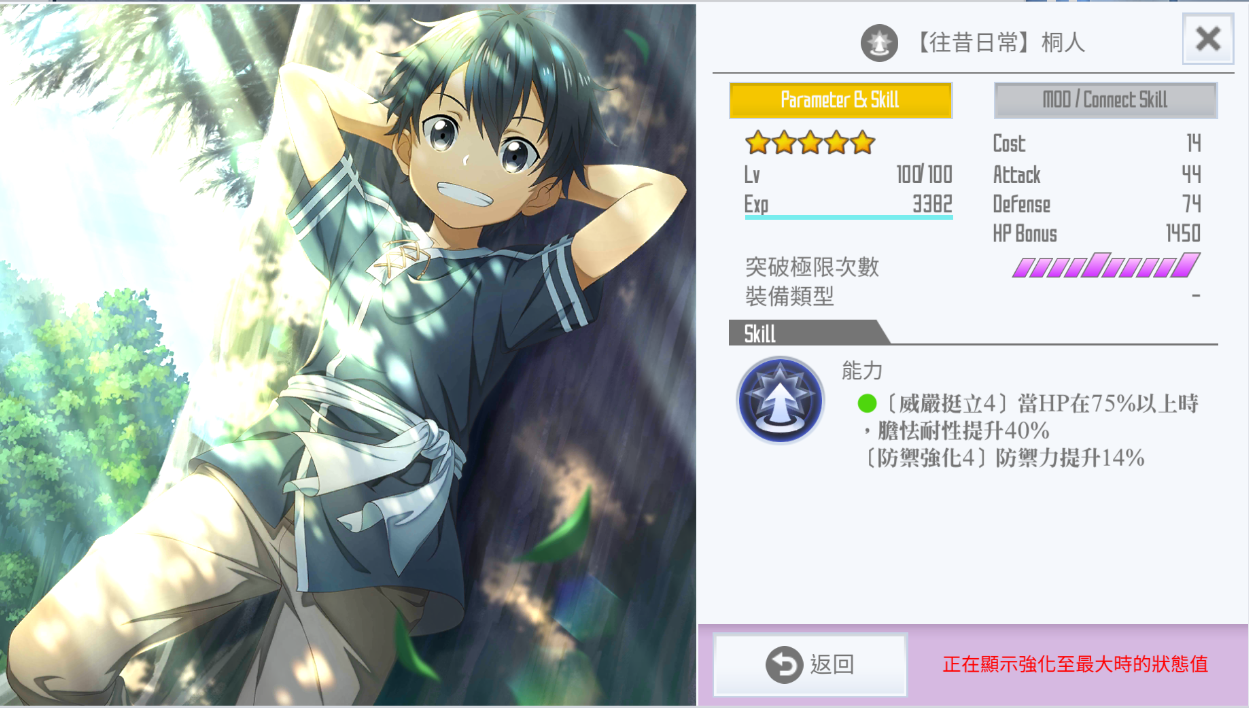 【往昔日常】桐人
Parameter & Skill
MOD / Connect Skill
Lv 100/100
Exp 3382
突破極限次數
裝備類型
Cost 14
Attack 44
Defense 74
HP Bonus 1450
-
Skill
能力
〔威嚴挺立4〕當HP在75%以上時
，膽怯耐性提升40%
〔防禦強化4〕防禦力提升14%
返回
正在顯示強化至最大時的狀態值